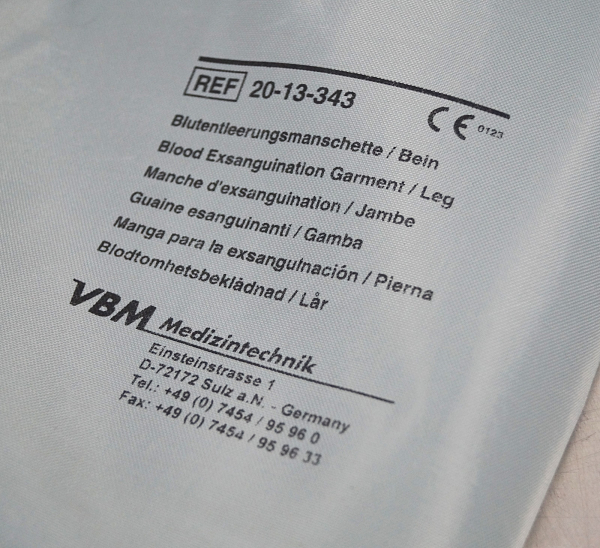 REF 20-13-343
CE 0123
Blutentleerungsmanschette / Bein
Blood Exsanguination Garment / Leg
Manche d'exsanguination / Jambe
Guaine esanguinanti / Gamba
Manga para la exsanguinación / Pierna
Blodtomhetsbeklädnad / Lår
VBM Medizintechnik
Einsteinstrasse 1
D-72172 Sulz a.N. - Germany
Tel.: +49 (0) 7454 / 95 96 0
Fax: +49 (0) 7454 / 95 96 33